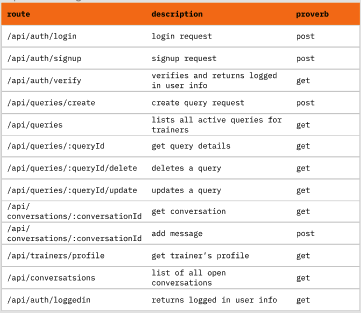 route description proverb
/api/auth/login login request post
/api/auth/signup signup request post
/api/auth/verify verifies and returns logged in user info get
/api/queries/create create query request post
/api/queries lists all active queries for trainers get
/api/queries/:queryId get query details get
/api/queries/:queryId/delete deletes a query get
/api/queries/:queryId/update updates a query get
/api/
conversations/:conversationId get conversation get
/api/
conversations/:conversationId add message post
/api/trainers/profile get trainer's profile get
/api/conversatsions list of all open conversations get
/api/auth/loggedin returns logged in user info get